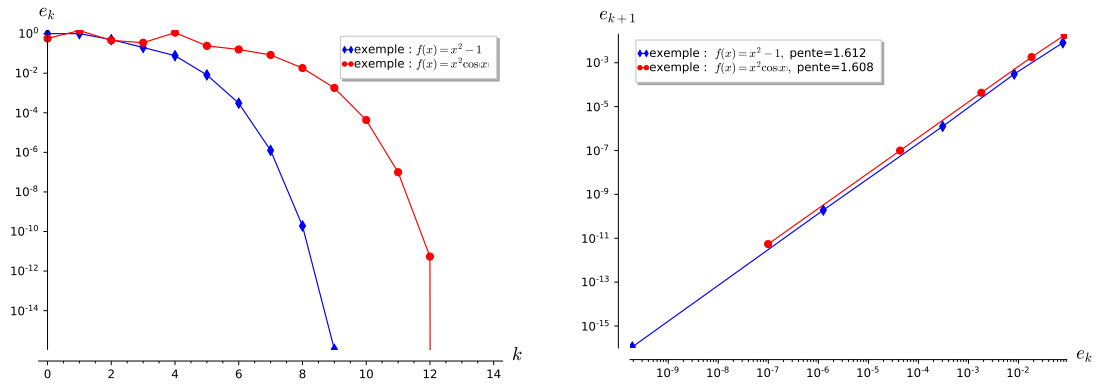 e_k
10^0
10^-2
10^-4
10^-6
10^-8
10^-10
10^-12
10^-14
0 2 4 6 8 10 12 14
k
exemple : f(x) = x^2 − 1
exemple : f(x) = x^2 cos x
e_{k+1}
10^-3
10^-5
10^-7
10^-9
10^-11
10^-13
10^-15
10^-9 10^-8 10^-7 10^-6 10^-5 10^-4 10^-3 10^-2
e_k
exemple : f(x) = x^2 − 1, pente=1.612
exemple : f(x) = x^2 cos x, pente=1.608